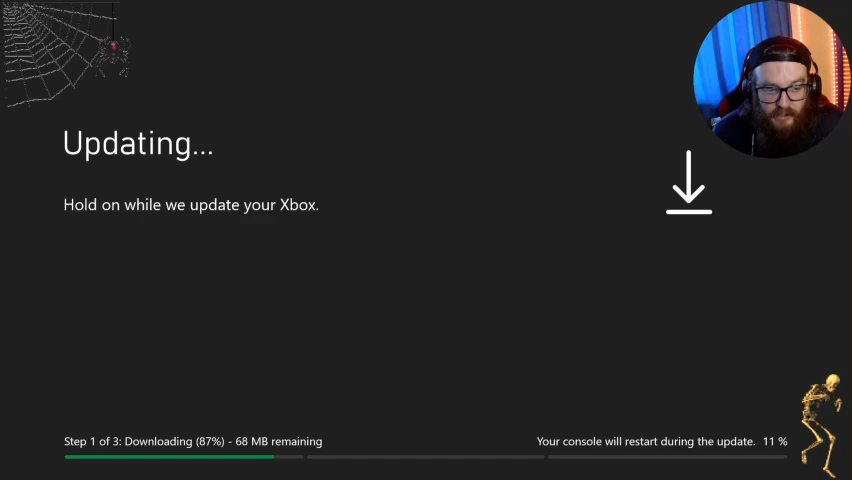 Updating...
Hold on while we update your Xbox.
Step 1 of 3: Downloading (87%) - 68 MB remaining
Your console will restart during the update. 11 %